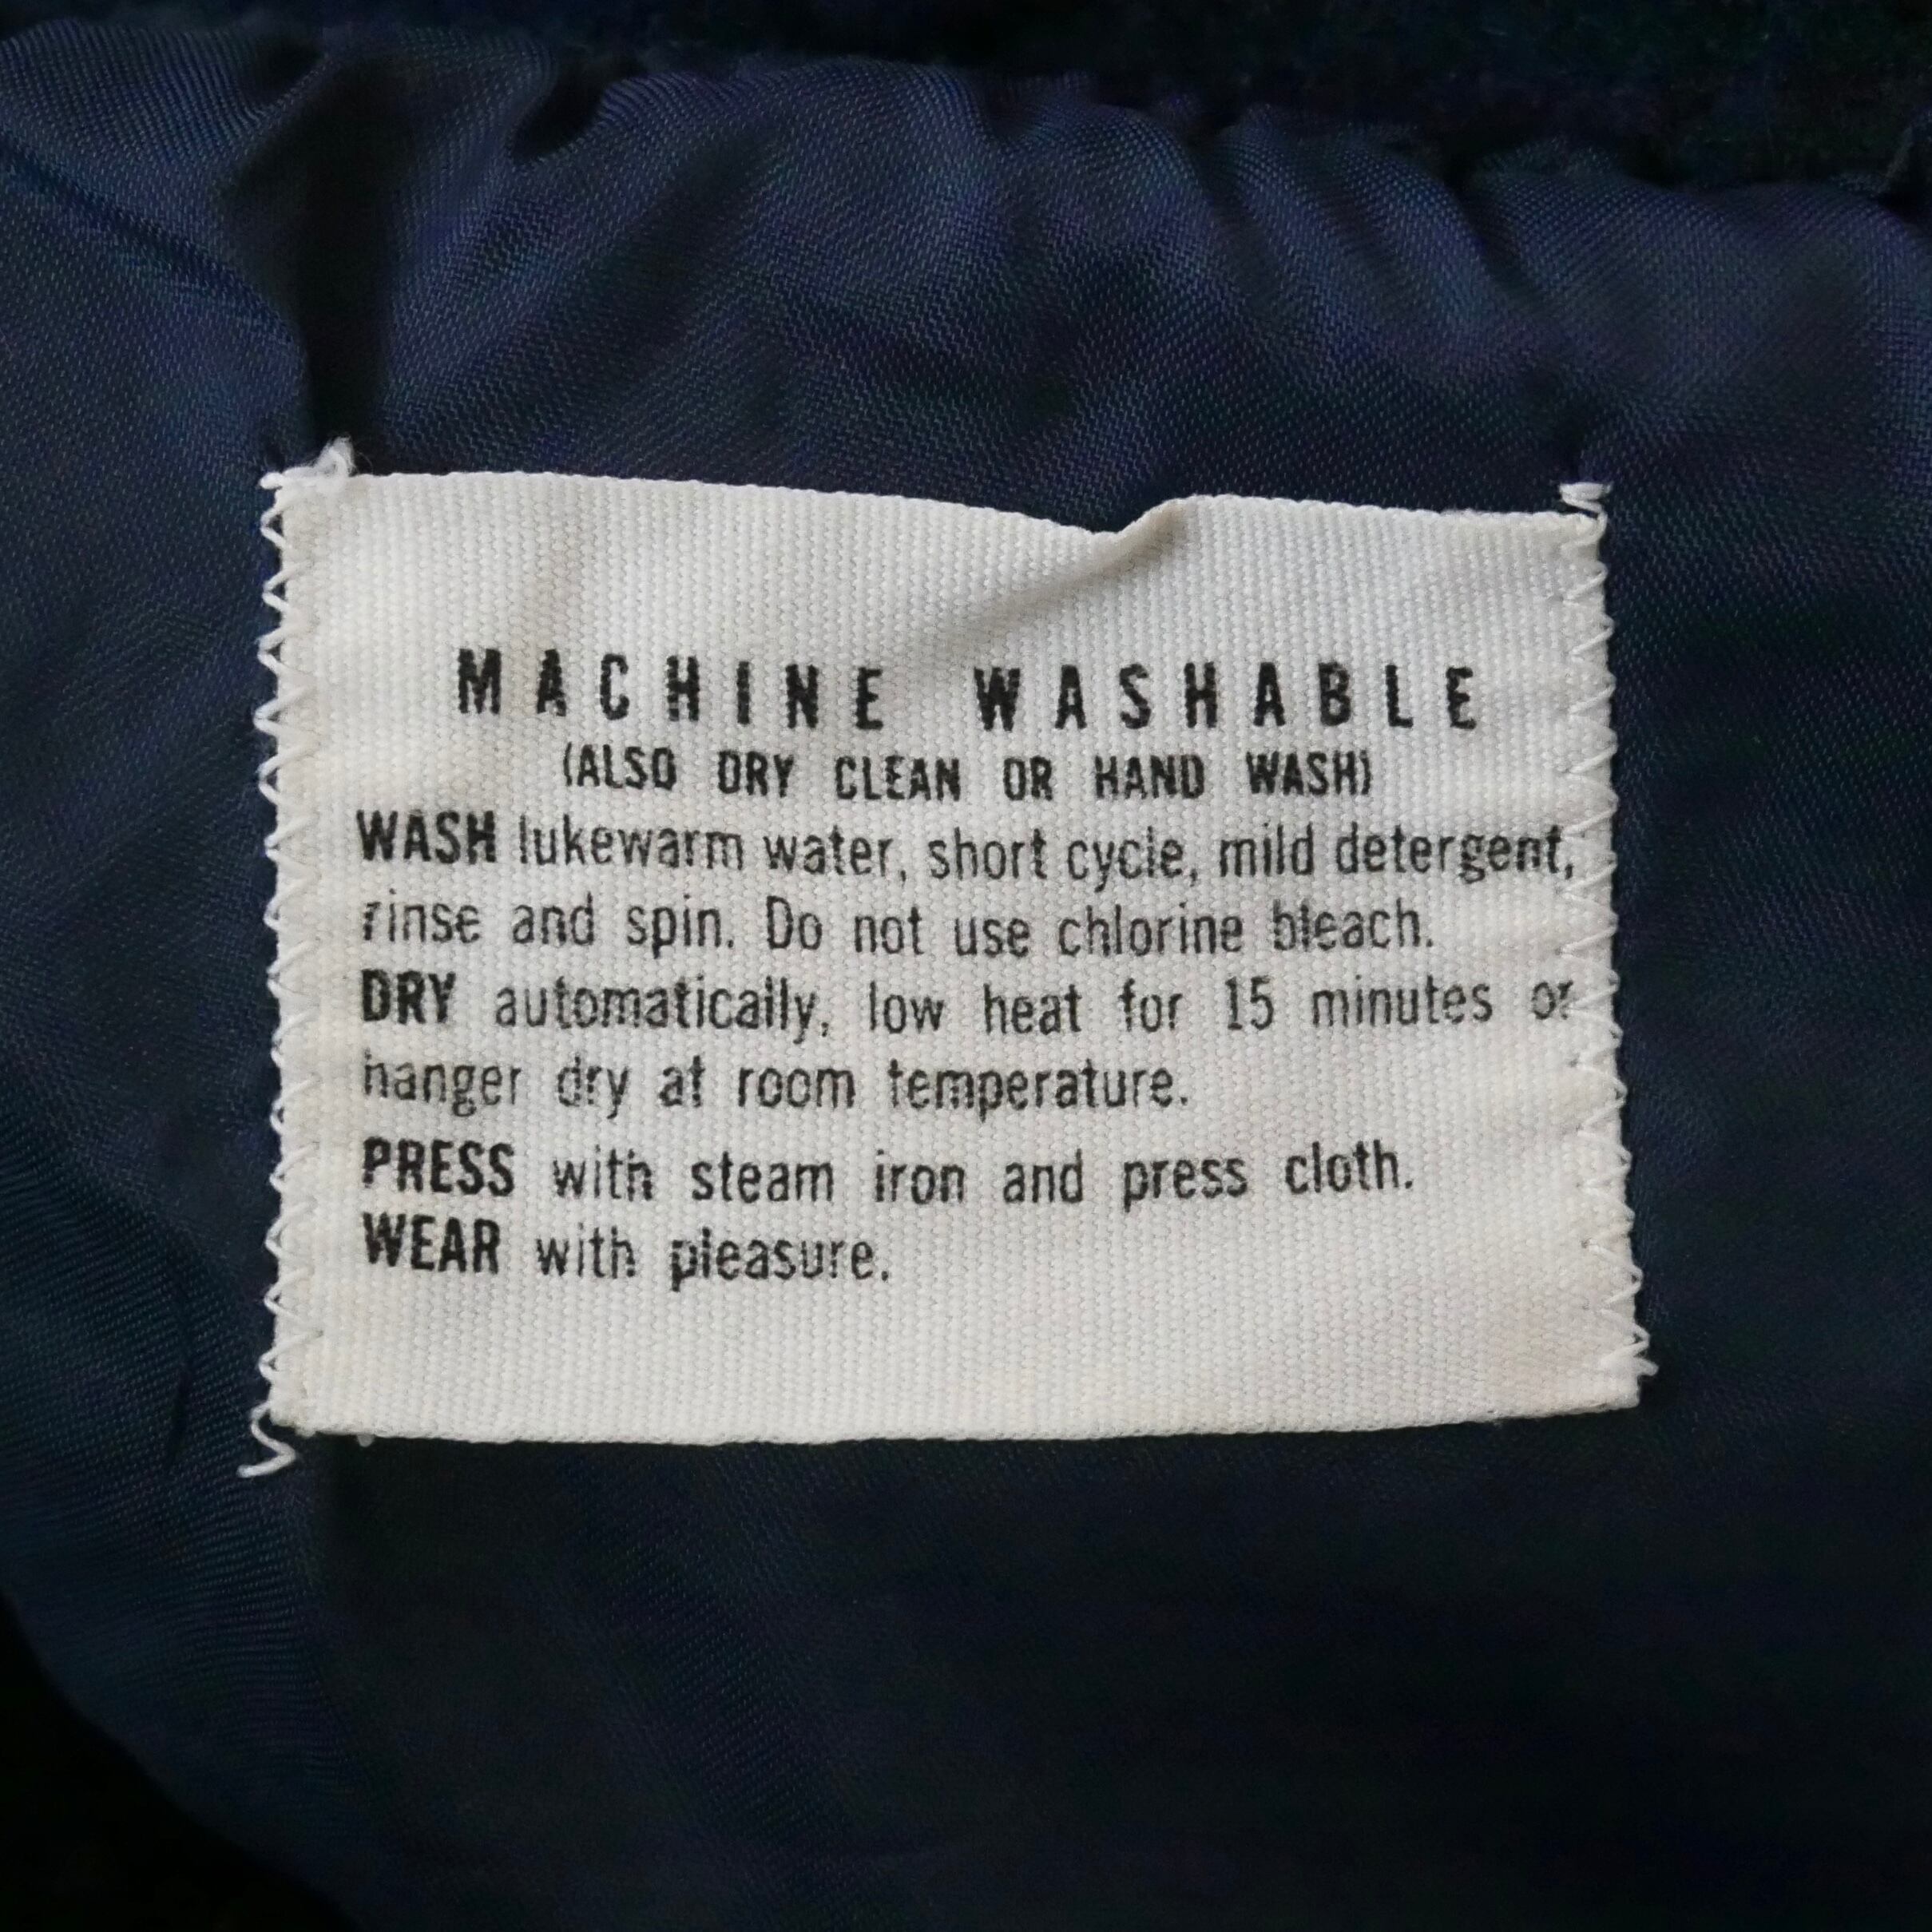 MACHINE WASHABLE
(ALSO DRY CLEAN OR HAND WASH)
WASH lukewarm water, short cycle, mild detergent,
rinse and spin. Do not use chlorine bleach.
DRY automatically, low heat for 15 minutes or
hanger dry at room temperature.
PRESS with steam iron and press cloth.
WEAR with pleasure.